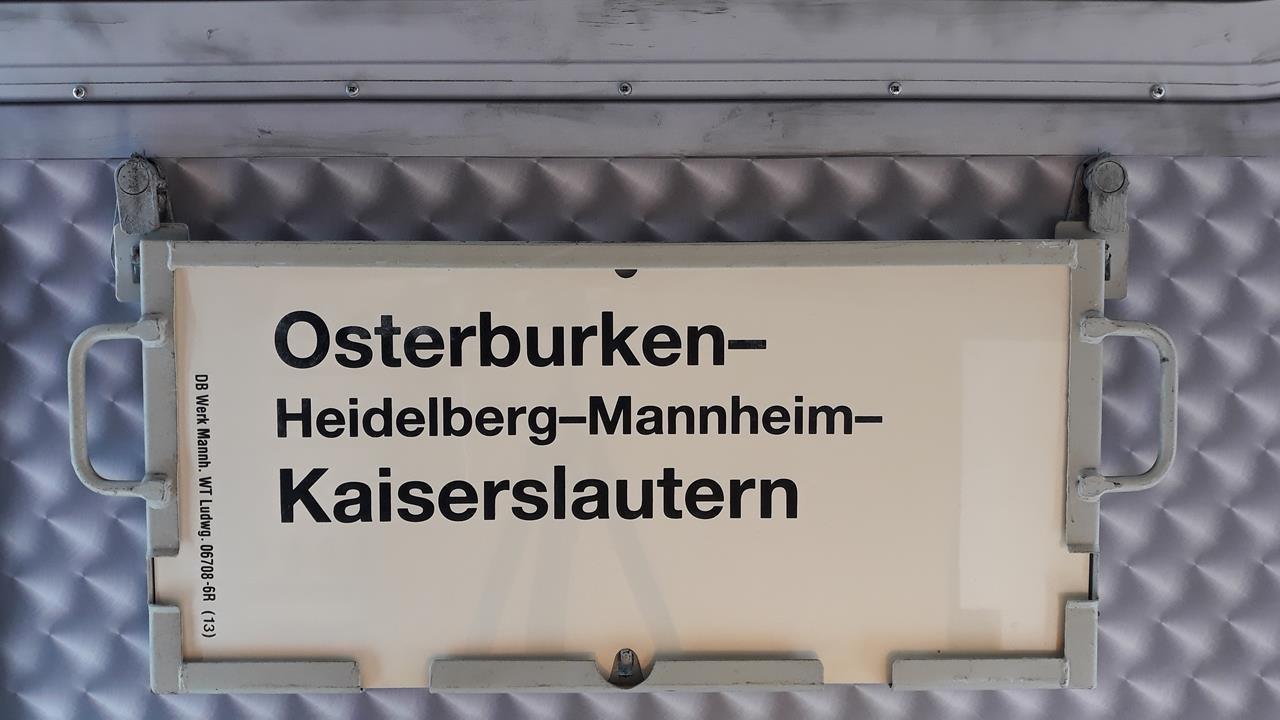 Osterburken–
Heidelberg–Mannheim–
Kaiserslautern
DB Werk Mannh. WT Ludwg. 06708-6R (13)